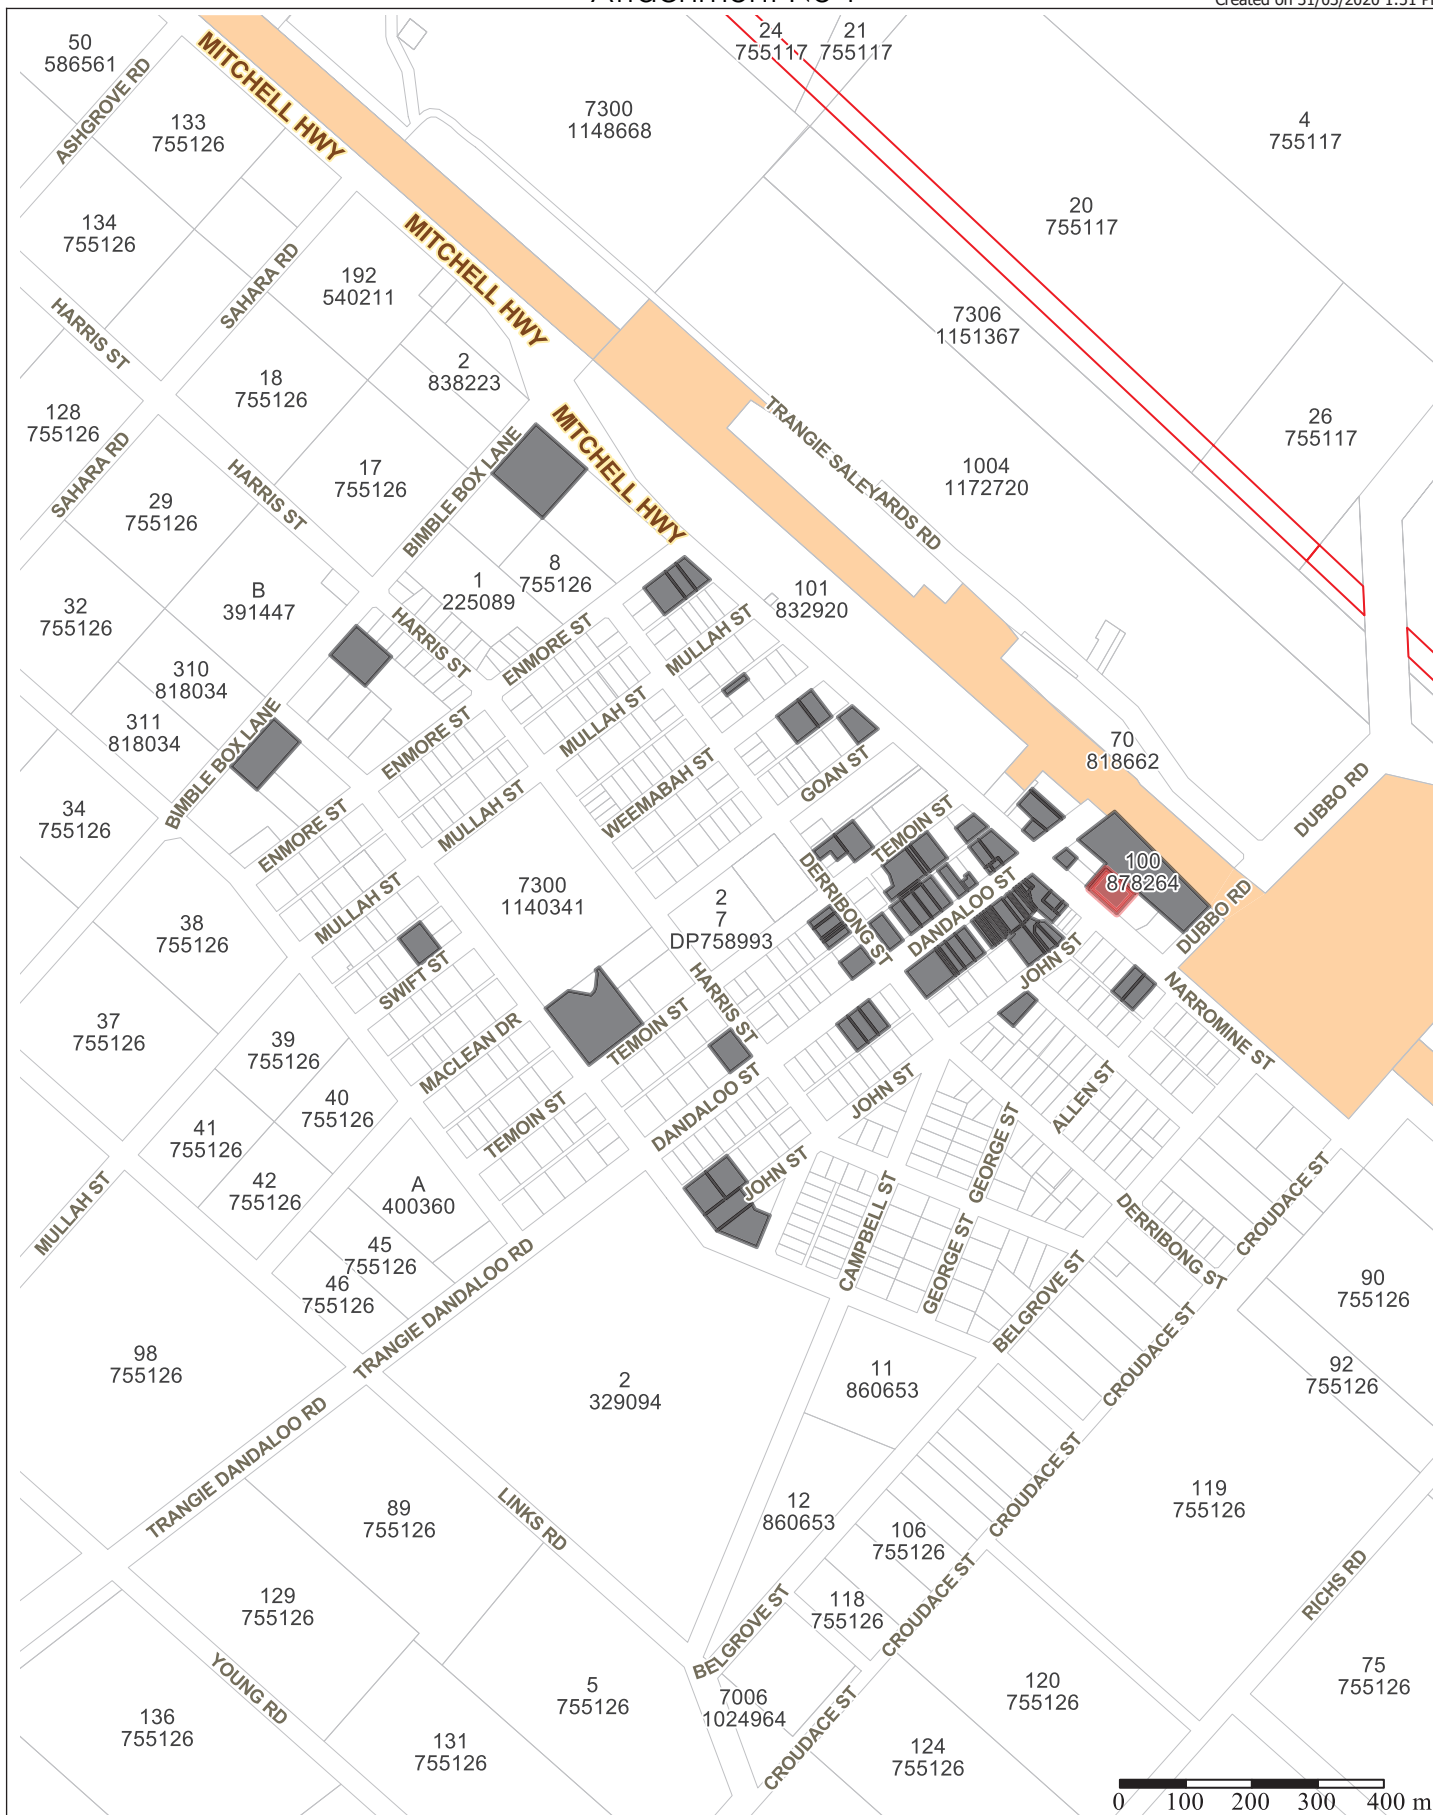 50
586561
ASHGROVE RD
MITCHELL HWY
133
755126
134
755126
24
755117
21
755117
7300
1148668
4
755117
20
755117
SAHARA RD
192
540211
MITCHELL HWY
HARRIS ST
7306
1151367
18
755126
2
838223
128
755126
SAHARA RD
26
755117
MITCHELL HWY
TRANGIE SALEYARDS RD
BIMBLE BOX LANE
17
755126
HARRIS ST
29
755126
1004
1172720
8
755126
1
225089
B
391447
101
832920
32
755126
HARRIS ST
ENMORE ST
MULLAH ST
310
818034
311
818034
BIMBLE BOX LANE
ENMORE ST
MULLAH ST
WEEMABAH ST
GOAN ST
70
818662
DUBBO RD
34
755126
ENMORE ST
MULLAH ST
TEMOIN ST
100
878264
7300
1140341
2
7
DP758993
DERRIBONG ST
DANDALOO ST
DUBBO RD
38
755126
MULLAH ST
SWIFT ST
JOHN ST
HARRIS ST
NARROMINE ST
37
755126
39
755126
MACLEAN DR
TEMOIN ST
DANDALOO ST
JOHN ST
ALLEN ST
40
755126
41
755126
TEMOIN ST
GEORGE ST
42
755126
A
400360
JOHN ST
CAMPBELL ST
MULLAH ST
GEORGE ST
DERRIBONG ST
CROUDACE ST
45
755126
46
755126
TRANGIE DANDALOO RD
BELGROVE ST
90
755126
98
755126
CROUDACE ST
92
755126
2
329094
11
860653
TRANGIE DANDALOO RD
CROUDACE ST
119
755126
89
755126
LINKS RD
12
860653
106
755126
CROUDACE ST
118
755126
RICHS RD
129
755126
BELGROVE ST
YOUNG RD
5
755126
7006
1024964
120
755126
75
755126
136
755126
131
755126
CROUDACE ST
124
755126
0 100 200 300 400 m